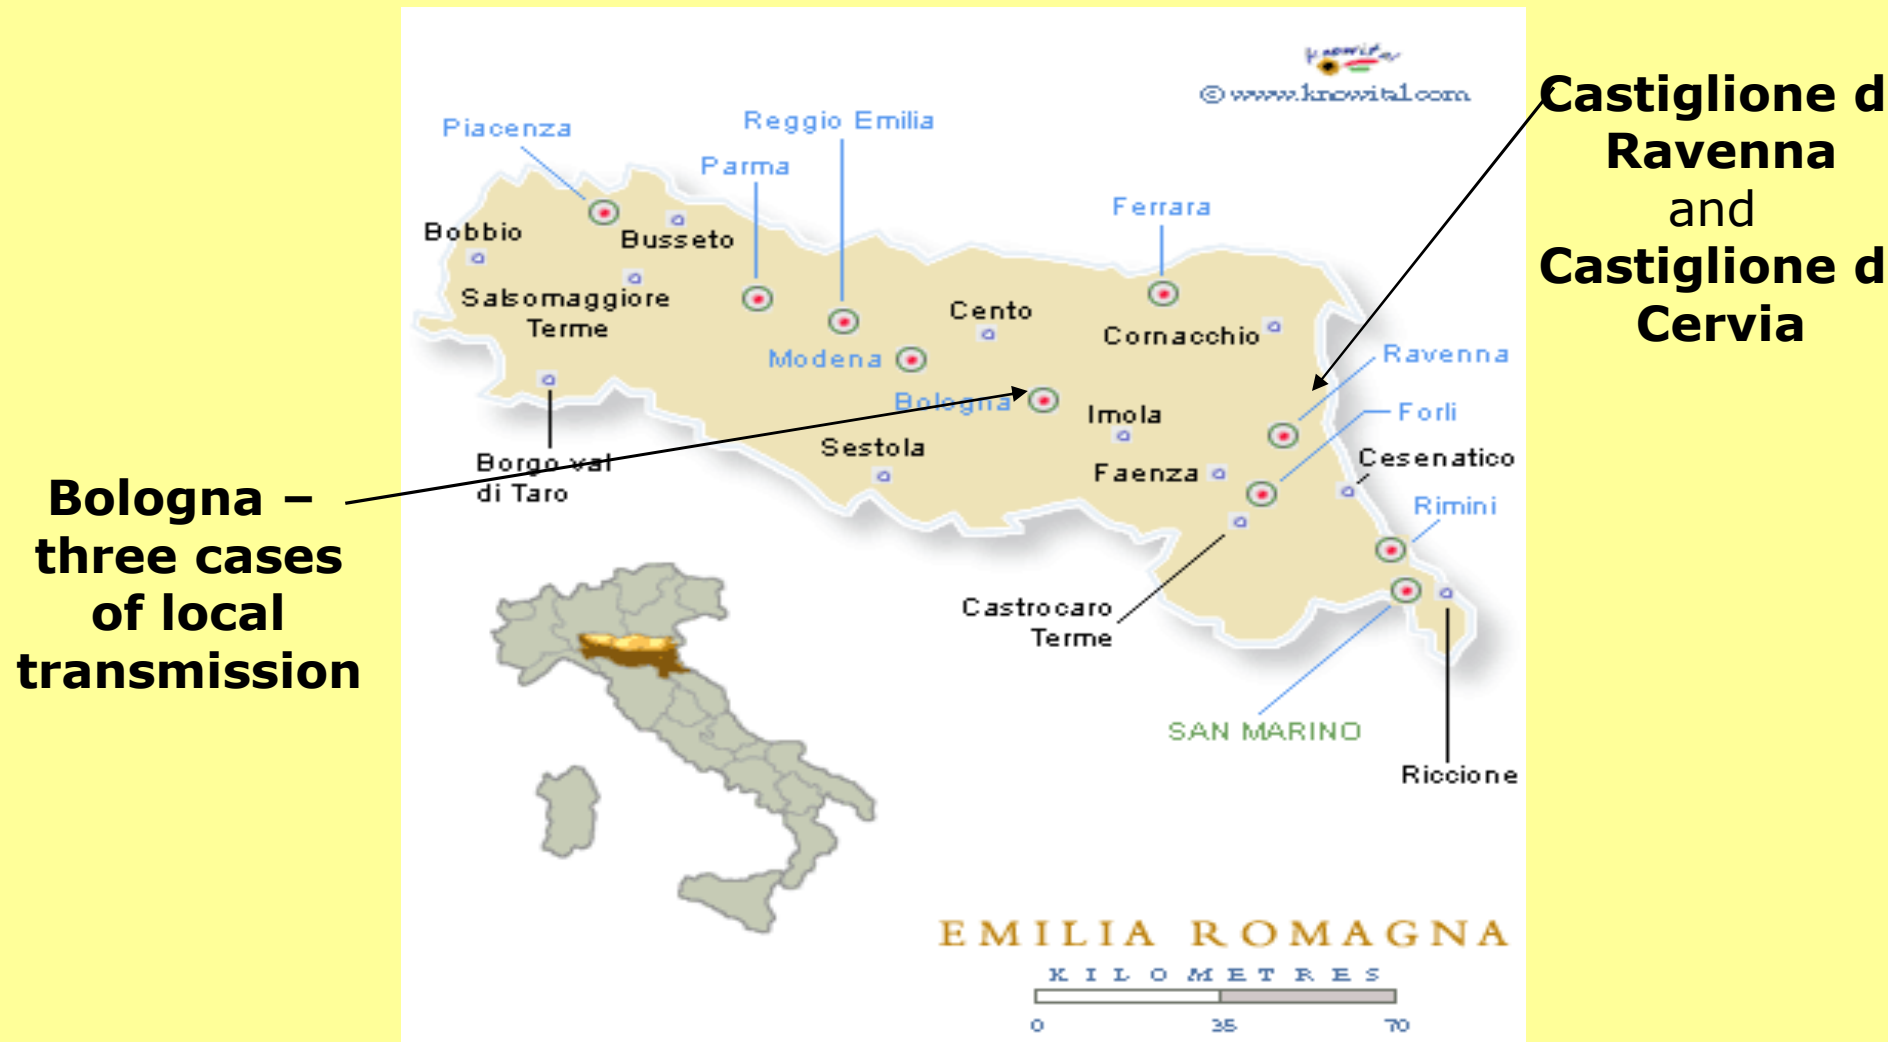 knowital
© www.knowital.com
Castiglione d
Ravenna
and
Castiglione d
Cervia
Piacenza
Reggio Emilia
Parma
Ferrara
Bobbio
Busseto
Salsomaggiore
Terme
Cento
Cornacchio
Modena
Ravenna
Bologna
Imola
Forli
Sestola
Faenza
Cesenatico
Borgo val
di Taro
Rimini
Bologna –
three cases
of local
transmission
Castrocaro
Terme
SAN MARINO
Riccione
EMILIA ROMAGNA
KILOMETRES
0 35 70